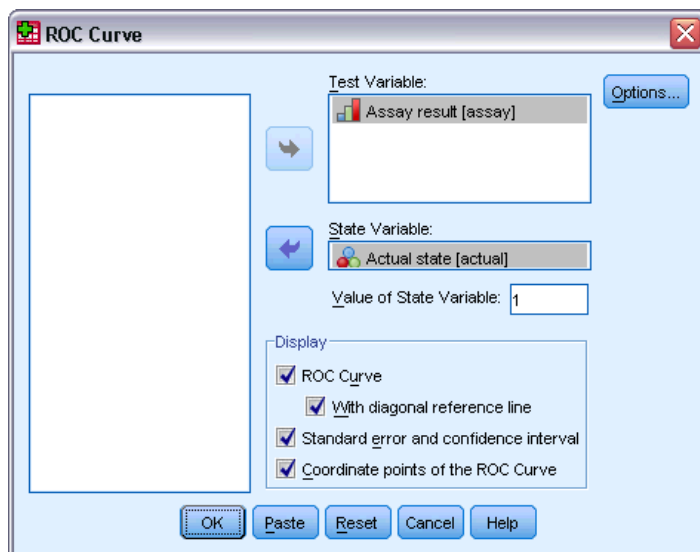 ROC Curve
Test Variable:
Options...
Assay result [assay]
State Variable:
Actual state [actual]
Value of State Variable: 1
Display
ROC Curve
With diagonal reference line
Standard error and confidence interval
Coordinate points of the ROC Curve
OK Paste Reset Cancel Help